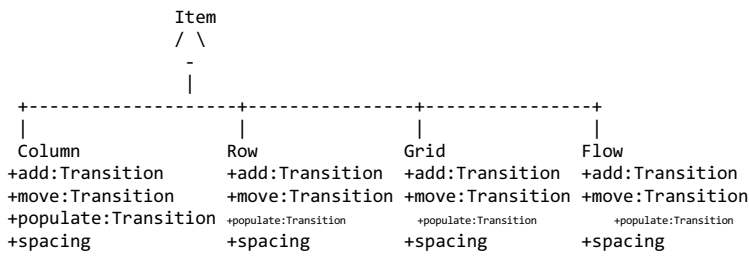 Item
/ \
-
|
+--------------------+----------------+----------------+
| | | |
Column Row Grid Flow
+add:Transition +add:Transition +add:Transition +add:Transition
+move:Transition +move:Transition +move:Transition +move:Transition
+populate:Transition +populate:Transition +populate:Transition +populate:Transition
+spacing +spacing +spacing +spacing